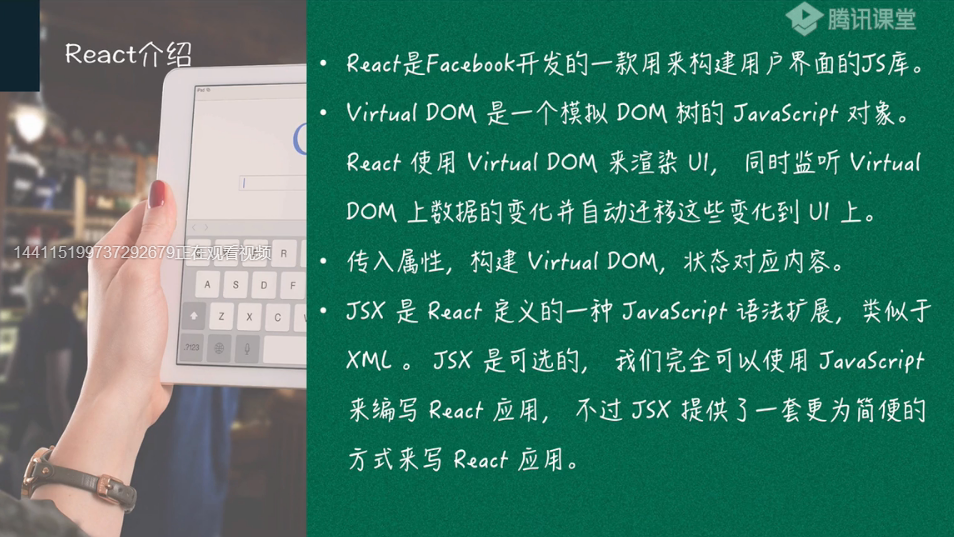 腾讯课堂
React介绍
• React是Facebook开发的一款用来构建用户界面的JS库。
• Virtual DOM 是一个模拟 DOM 树的 JavaScript 对象。
React 使用 Virtual DOM 来渲染 UI， 同时监听 Virtual
DOM 上数据的变化并自动迁移这些变化到 UI 上。
• 传入属性，构建 Virtual DOM，状态对应内容。
• JSX 是 React 定义的一种 JavaScript 语法扩展，类似于
XML 。 JSX 是可选的， 我们完全可以使用 JavaScript
来编写 React 应用， 不过 JSX 提供了一套更为简便的
方式来写 React 应用。
144115199737292679正在观看视频
R
A S D F
Z X C
.?123